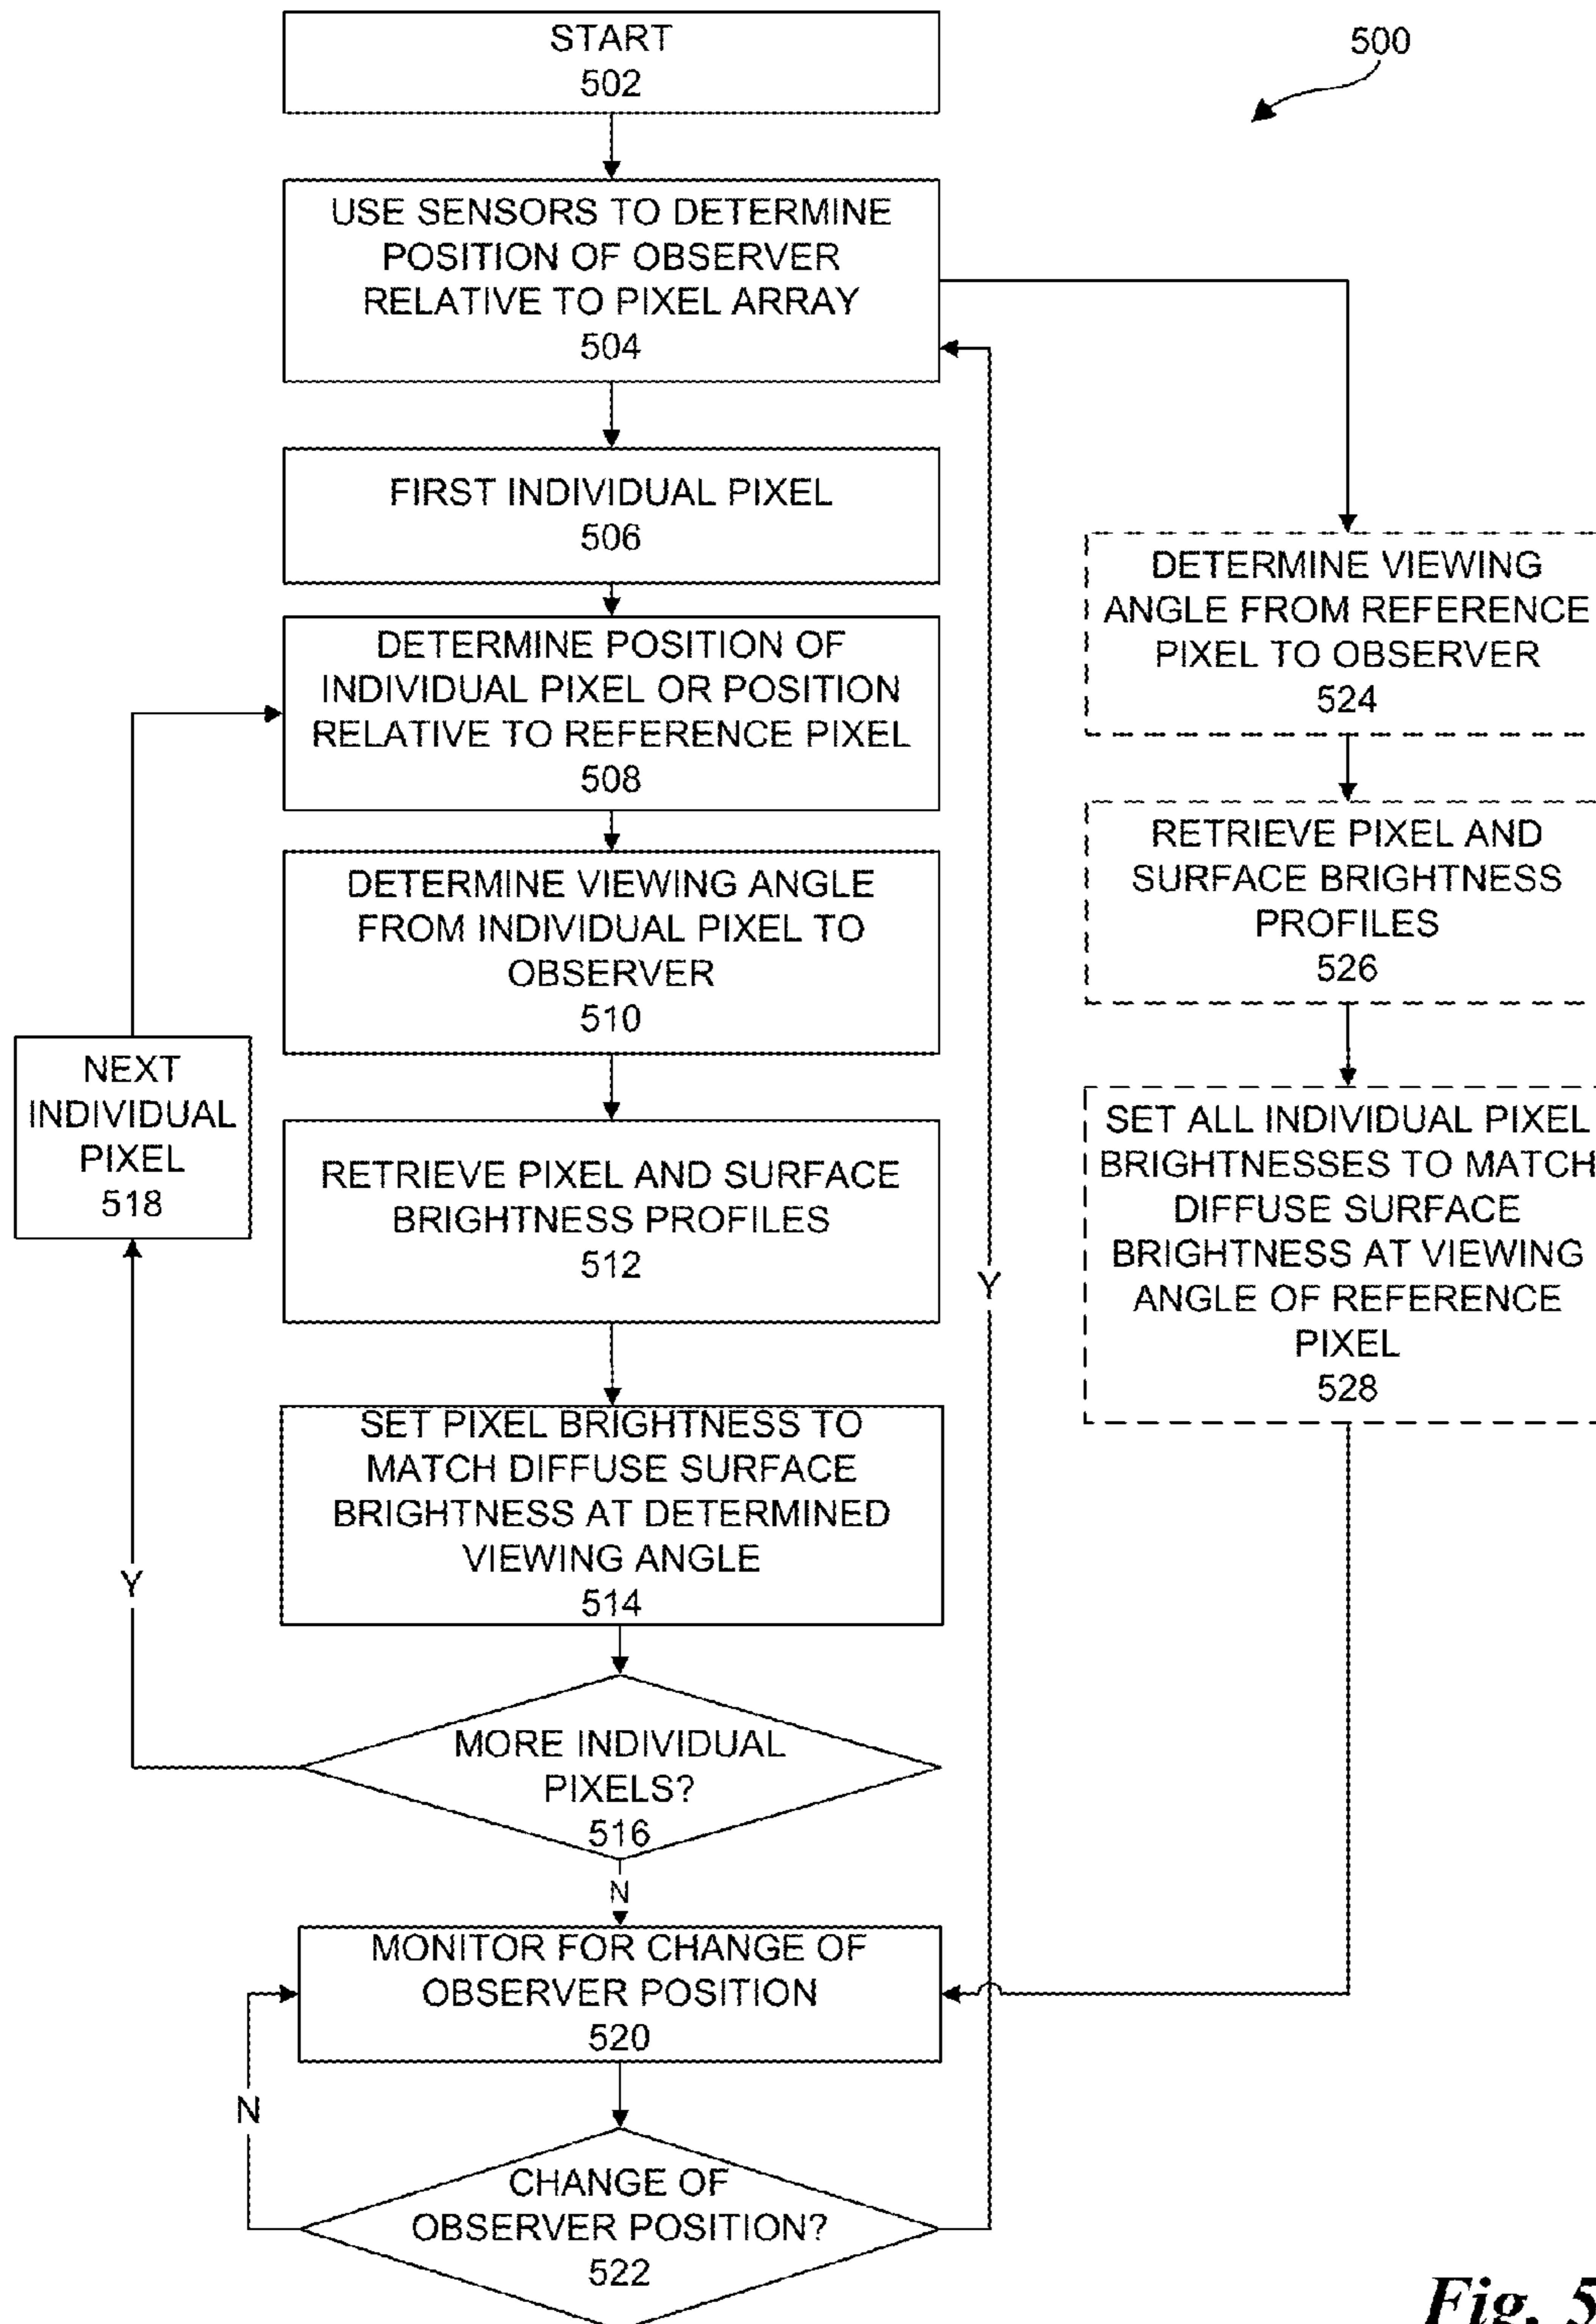 START
502
500
USE SENSORS TO DETERMINE
POSITION OF OBSERVER
RELATIVE TO PIXEL ARRAY
504
FIRST INDIVIDUAL PIXEL
506
DETERMINE POSITION OF
INDIVIDUAL PIXEL OR POSITION
RELATIVE TO REFERENCE PIXEL
508
DETERMINE VIEWING ANGLE
FROM INDIVIDUAL PIXEL TO
OBSERVER
510
RETRIEVE PIXEL AND SURFACE
BRIGHTNESS PROFILES
512
SET PIXEL BRIGHTNESS TO
MATCH DIFFUSE SURFACE
BRIGHTNESS AT DETERMINED
VIEWING ANGLE
514
MORE INDIVIDUAL
PIXELS?
516
Y
NEXT
INDIVIDUAL
PIXEL
518
N
MONITOR FOR CHANGE OF
OBSERVER POSITION
520
N
CHANGE OF
OBSERVER POSITION?
522
Y
DETERMINE VIEWING
ANGLE FROM REFERENCE
PIXEL TO OBSERVER
524
RETRIEVE PIXEL AND
SURFACE BRIGHTNESS
PROFILES
526
SET ALL INDIVIDUAL PIXEL
BRIGHTNESSES TO MATCH
DIFFUSE SURFACE
BRIGHTNESS AT VIEWING
ANGLE OF REFERENCE
PIXEL
528
Fig. 5